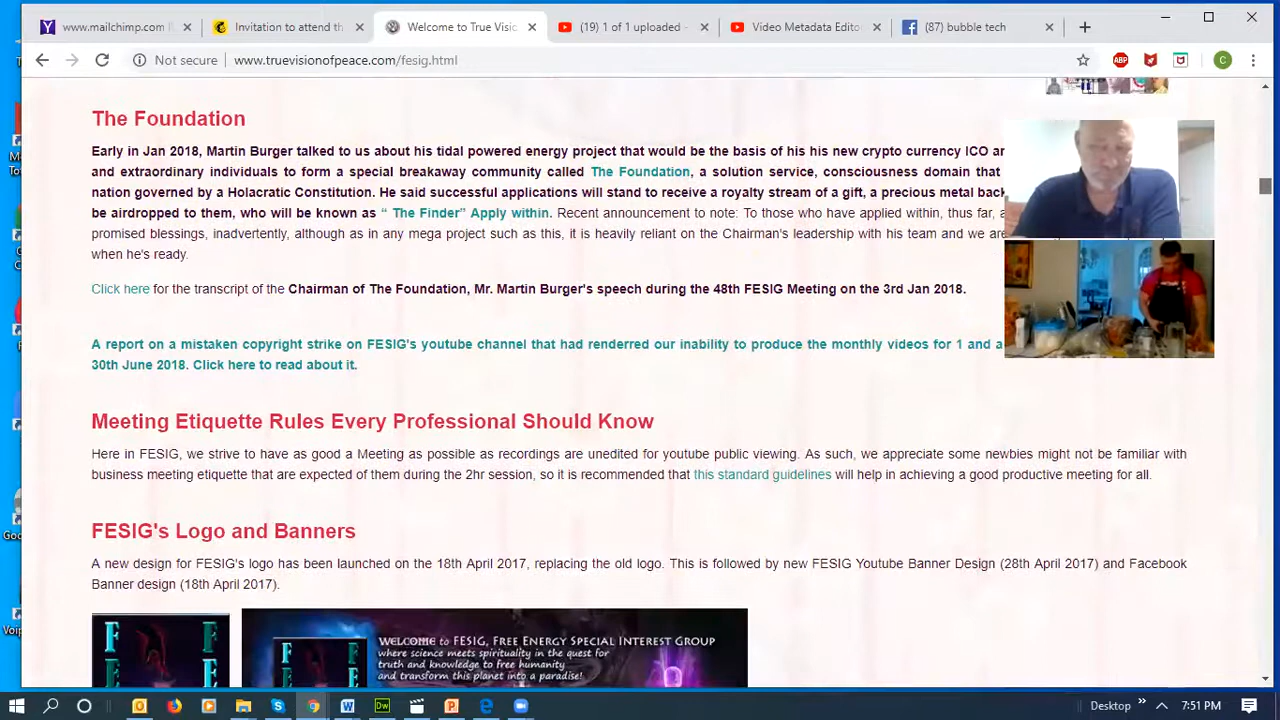 www.mailchimp.com
Invitation to attend th
Welcome to True Visio
(19) 1 of 1 uploaded -
Video Metadata Editor
(87) bubble tech
Not secure
www.truevisionofpeace.com/fesig.html
ABP
C
The Foundation
Early in Jan 2018, Martin Burger talked to us about his tidal powered energy project that would be the basis of his his new crypto currency ICO
and extraordinary individuals to form a special breakaway community called The Foundation, a solution service, consciousness domain that
nation governed by a Holacratic Constitution. He said successful applications will stand to receive a royalty stream of a gift, a precious metal
be airdropped to them, who will be known as “ The Finder” Apply within. Recent announcement to note: To those who have applied within, thus far,
promised blessings, inadvertently, although as in any mega project such as this, it is heavily reliant on the Chairman's leadership with his team and we are
when he's ready.
Click here for the transcript of the Chairman of The Foundation, Mr. Martin Burger's speech during the 48th FESIG Meeting on the 3rd Jan 2018.
A report on a mistaken copyright strike on FESIG's youtube channel that had renderred our inability to produce the monthly videos for 1 and a
30th June 2018. Click here to read about it.
Meeting Etiquette Rules Every Professional Should Know
Here in FESIG, we strive to have as good a Meeting as possible as recordings are unedited for youtube public viewing. As such, we appreciate some newbies might not be familiar with
business meeting etiquette that are expected of them during the 2hr session, so it is recommended that this standard guidelines will help in achieving a good productive meeting for all.
FESIG's Logo and Banners
A new design for FESIG's logo has been launched on the 18th April 2017, replacing the old logo. This is followed by new FESIG Youtube Banner Design (28th April 2017) and Facebook
Banner design (18th April 2017).
F F
WELCOME to FESIG, FREE ENERGY SPECIAL INTEREST GROUP
where science meets spirituality in the quest for
truth and knowledge to free humanity
and transform this planet into a paradise!
Desktop
7:51 PM